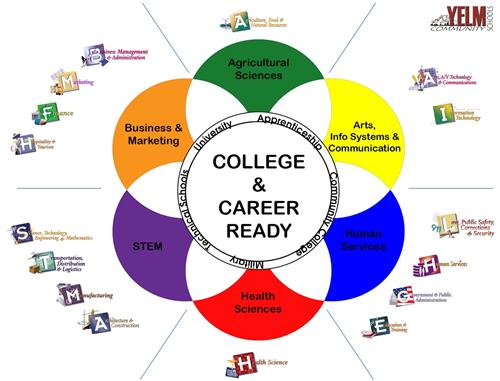 YELM
COMMUNITY
SCHOOLS
Agriculture, Food &
Natural Resources
Business Management
& Administration
Marketing
Finance
Hospitality &
Tourism
A/V Technology
& Communications
Information
Technology
Agricultural
Sciences
Business &
Marketing
Arts,
Info Systems &
Communication
University
Apprenticeship
Community College
Military
Technical Schools
COLLEGE
&
CAREER
READY
STEM
Human
Services
Health
Sciences
Science, Technology,
Engineering & Mathematics
Transportation,
Distribution
& Logistics
Manufacturing
Architecture &
Construction
Public Safety,
Corrections
& Security
Human Services
Government & Public
Administration
Education &
Training
Health Science